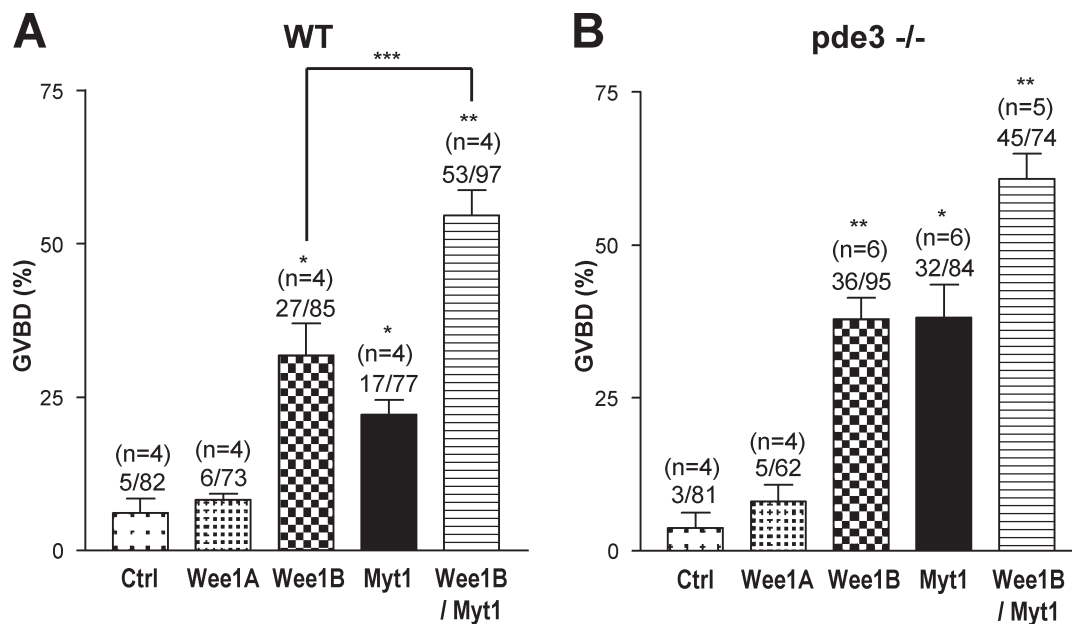 A
WT
***
75
50
25
0
GVBD (%)
(n=4)
5/82
(n=4)
6/73
*
(n=4)
27/85
*
(n=4)
17/77
**
(n=4)
53/97
Ctrl
Wee1A
Wee1B
Myt1
Wee1B
/ Myt1
B
pde3 -/-
75
50
25
0
GVBD (%)
(n=4)
3/81
(n=4)
5/62
**
(n=6)
36/95
*
(n=6)
32/84
**
(n=5)
45/74
Ctrl
Wee1A
Wee1B
Myt1
Wee1B
/ Myt1